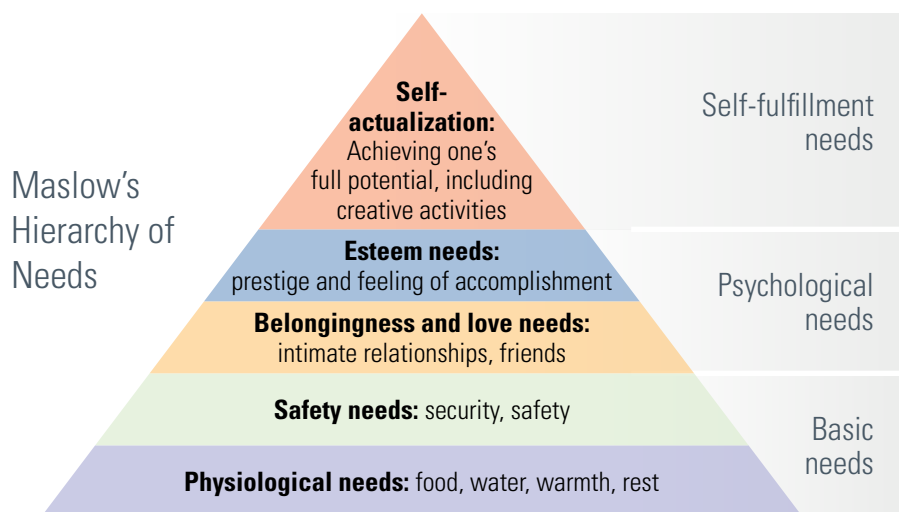 Maslow's
Hierarchy of
Needs
Self-
actualization:
Achieving one's
full potential, including
creative activities
Esteem needs:
prestige and feeling of accomplishment
Belongingness and love needs:
intimate relationships, friends
Safety needs: security, safety
Physiological needs: food, water, warmth, rest
Self-fulfillment
needs
Psychological
needs
Basic
needs